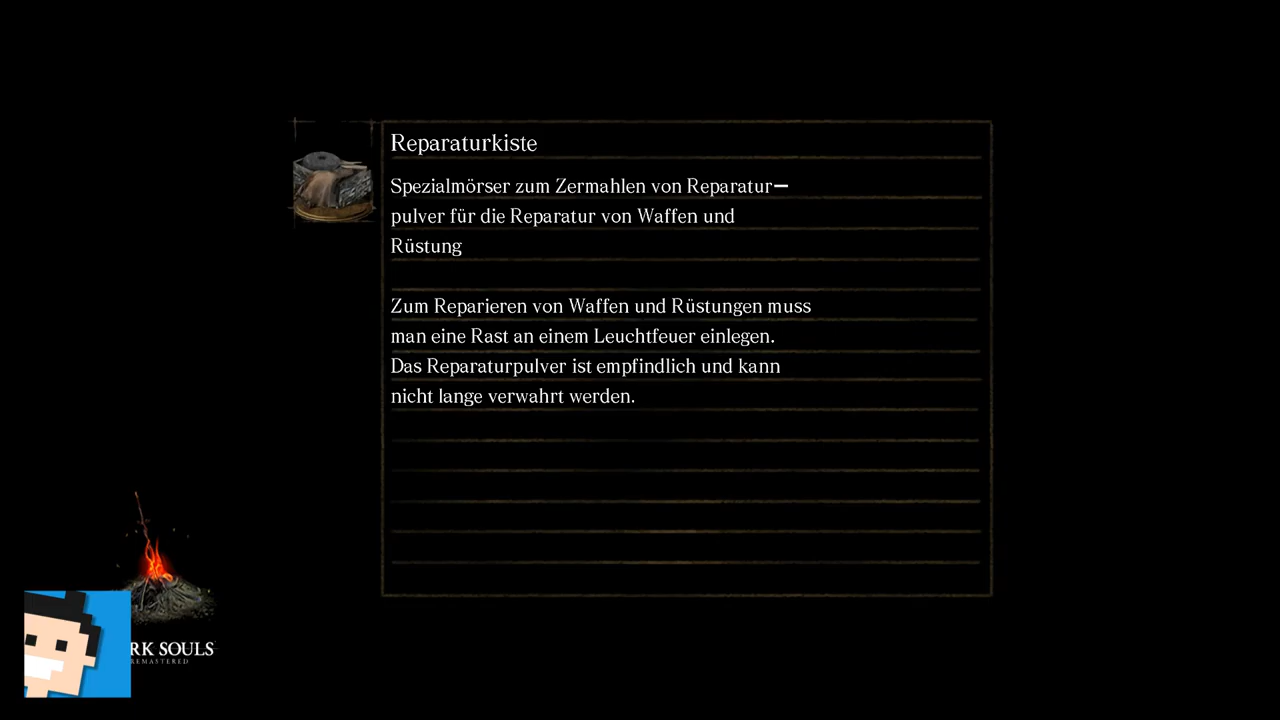 Reparaturkiste
Spezialmörser zum Zermahlen von Reparatur-
pulver für die Reparatur von Waffen und
Rüstung
Zum Reparieren von Waffen und Rüstungen muss
man eine Rast an einem Leuchtfeuer einlegen.
Das Reparaturpulver ist empfindlich und kann
nicht lange verwahrt werden.
RK SOULS
REMASTERED